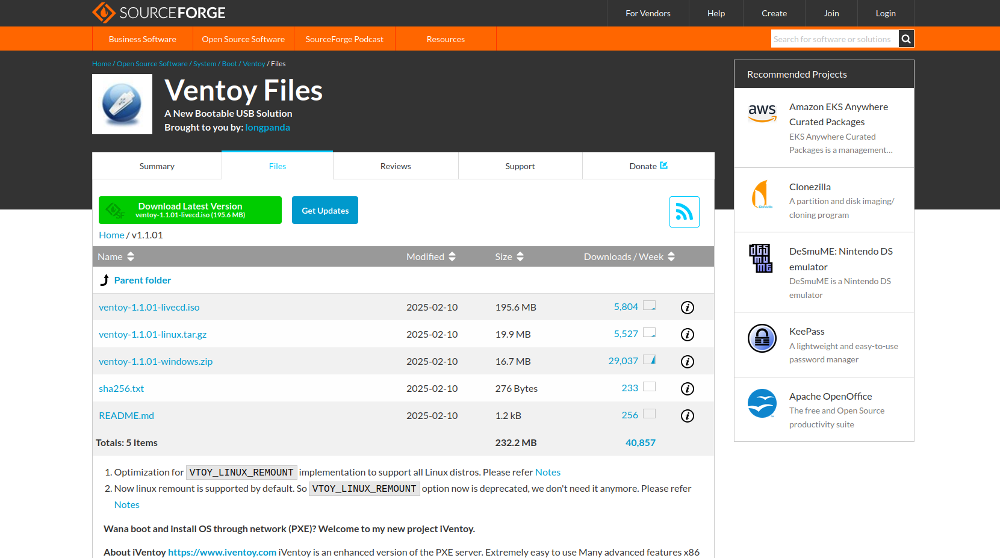 SOURCEFORGE
For Vendors Help Create Join Login
Business Software Open Source Software SourceForge Podcast Resources Search for software or solutions
Home / Open Source Software / System / Boot / Ventoy / Files
Ventoy Files
A New Bootable USB Solution
Brought to you by: longpanda
Summary Files Reviews Support Donate
Download Latest Version
ventoy-1.1.01-livecd.iso (195.6 MB)
Get Updates
Home / v1.1.01
Name Modified Size Downloads / Week
Parent folder
ventoy-1.1.01-livecd.iso 2025-02-10 195.6 MB 5,804
ventoy-1.1.01-linux.tar.gz 2025-02-10 19.9 MB 5,527
ventoy-1.1.01-windows.zip 2025-02-10 16.7 MB 29,037
sha256.txt 2025-02-10 276 Bytes 233
README.md 2025-02-10 1.2 kB 256
Totals: 5 Items 232.2 MB 40,857
1. Optimization for VTOY_LINUX_REMOUNT implementation to support all Linux distros. Please refer Notes
2. Now linux remount is supported by default. So VTOY_LINUX_REMOUNT option now is deprecated, we don't need it anymore. Please refer
Notes
Wana boot and install OS through network (PXE)? Welcome to my new project iVentoy.
About iVentoy https://www.iventoy.com iVentoy is an enhanced version of the PXE server. Extremely easy to use Many advanced features x86
Recommended Projects
aws
Amazon EKS Anywhere
Curated Packages
EKS Anywhere Curated
Packages is a management...
Clonezilla
Clonezilla
A partition and disk imaging/
cloning program
DESMUME
DeSmuME: Nintendo DS
emulator
DeSmuME is a Nintendo DS
emulator
KeePass
A lightweight and easy-to-use
password manager
Apache OpenOffice
The free and Open Source
productivity suite